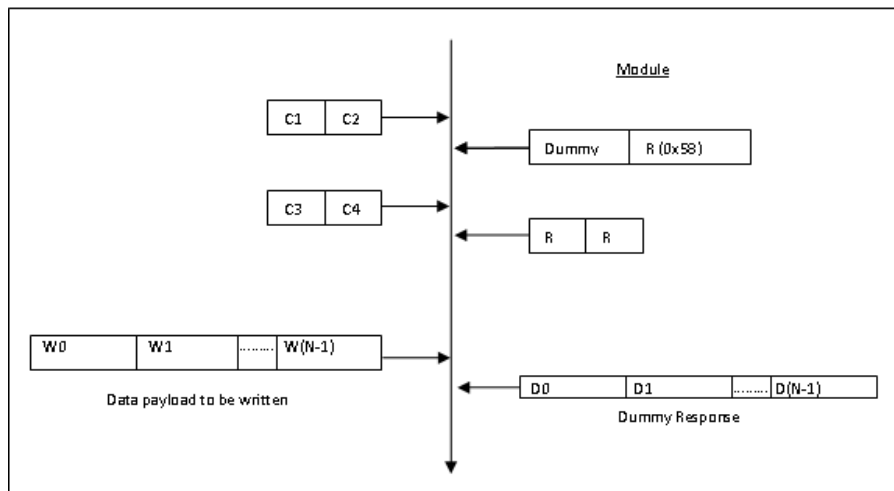 Module
C1 C2
Dummy R (0x58)
C3 C4
R R
W0 W1 ......... W(N-1)
Data payload to be written
D0 D1 ......... D(N-1)
Dummy Response